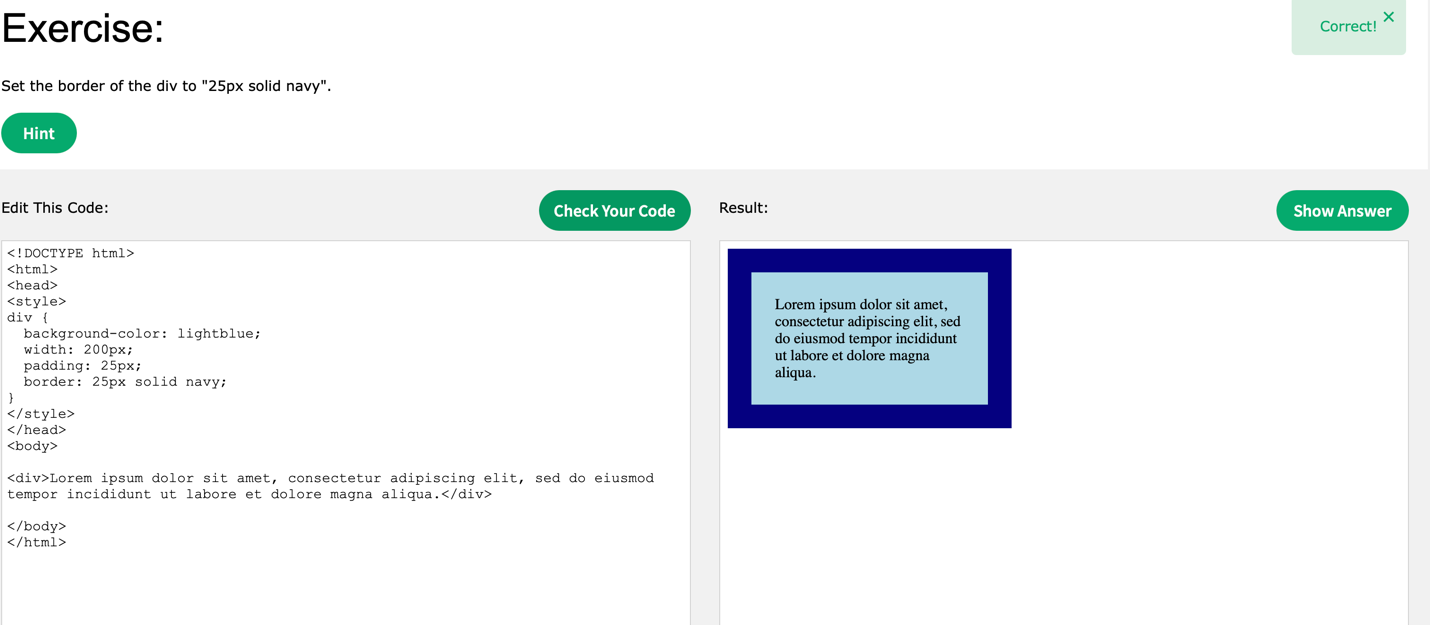 Exercise:
Correct! ×
Set the border of the div to "25px solid navy".
Hint
Edit This Code:
Check Your Code
Result:
Show Answer
<!DOCTYPE html>
<html>
<head>
<style>
div {
  background-color: lightblue;
  width: 200px;
  padding: 25px;
  border: 25px solid navy;
}
</style>
</head>
<body>

<div>Lorem ipsum dolor sit amet, consectetur adipiscing elit, sed do eiusmod
tempor incididunt ut labore et dolore magna aliqua.</div>

</body>
</html>
Lorem ipsum dolor sit amet,
consectetur adipiscing elit, sed
do eiusmod tempor incididunt
ut labore et dolore magna
aliqua.